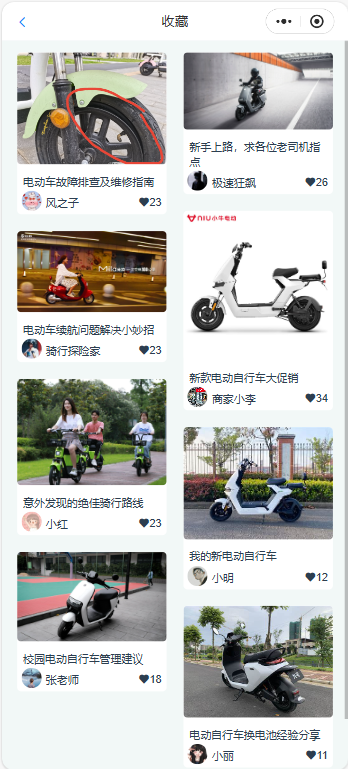 收藏
电动车故障排查及维修指南
风之子
23
新手上路，求各位老司机指
点
极速狂飙
26
电动车续航问题解决小妙招
骑行探险家
23
niu小牛电动
新款电动自行车大促销
商家小李
34
意外发现的绝佳骑行路线
小红
23
我的新电动自行车
小明
12
校园电动自行车管理建议
张老师
18
电动自行车换电池经验分享
小丽
11